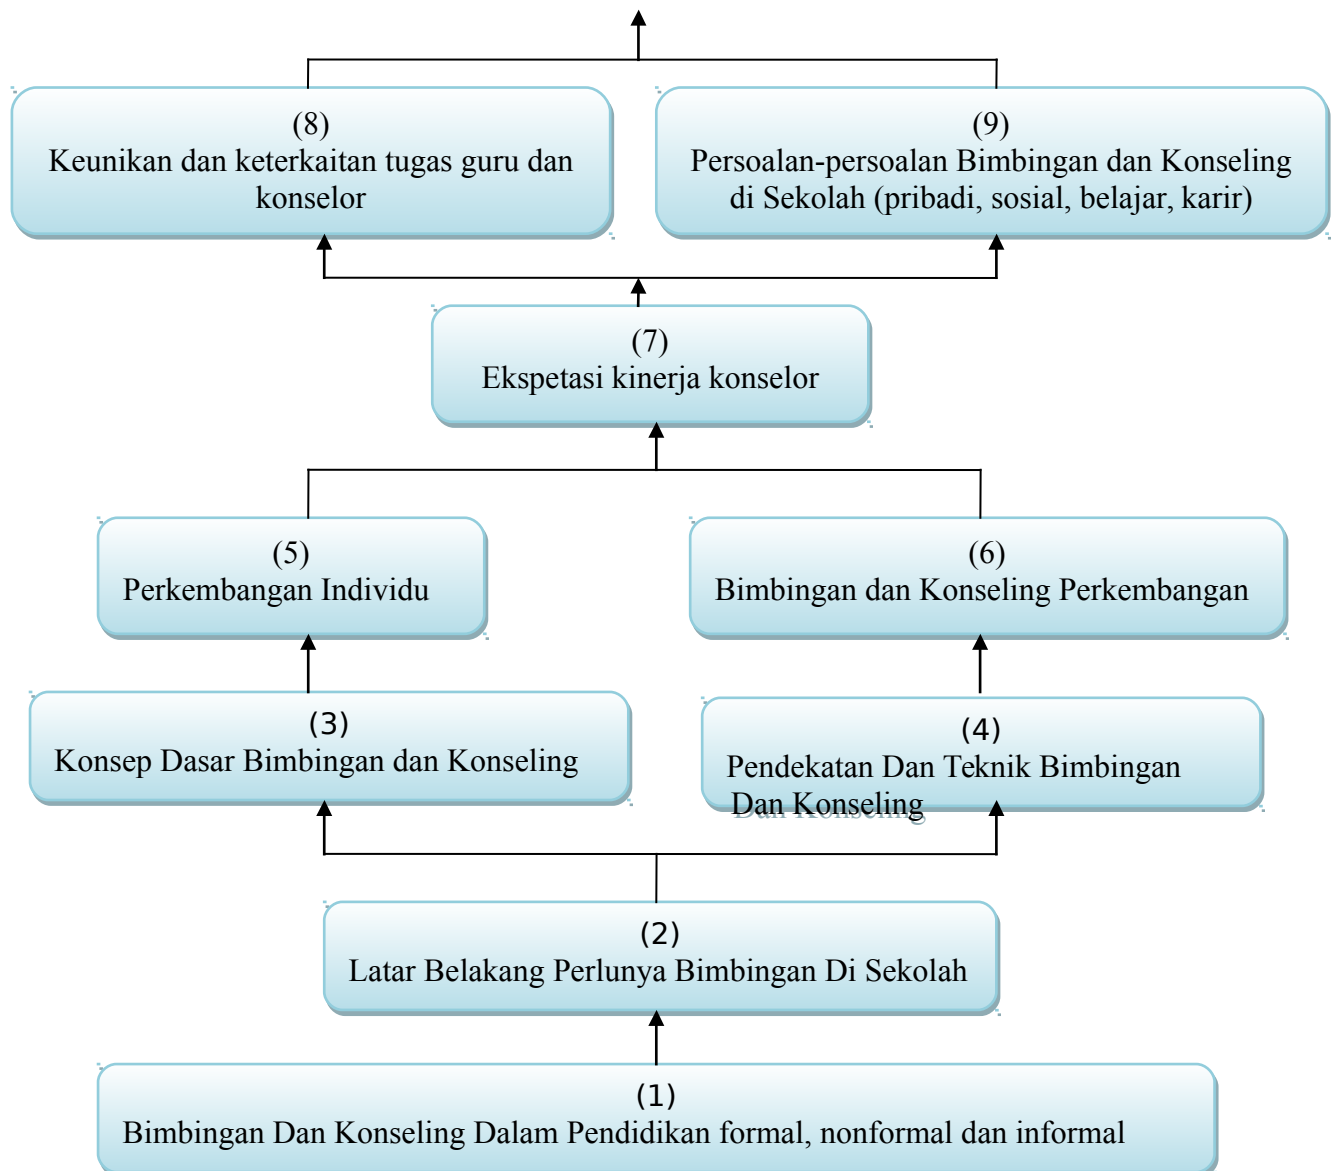 (8)
Keunikan dan keterkaitan tugas guru dan
konselor
(9)
Persoalan-persoalan Bimbingan dan Konseling
di Sekolah (pribadi, sosial, belajar, karir)
(7)
Ekspetasi kinerja konselor
(5)
Perkembangan Individu
(6)
Bimbingan dan Konseling Perkembangan
(3)
Konsep Dasar Bimbingan dan Konseling
(4)
Pendekatan Dan Teknik Bimbingan
Dan Konseling
(2)
Latar Belakang Perlunya Bimbingan Di Sekolah
(1)
Bimbingan Dan Konseling Dalam Pendidikan formal, nonformal dan informal